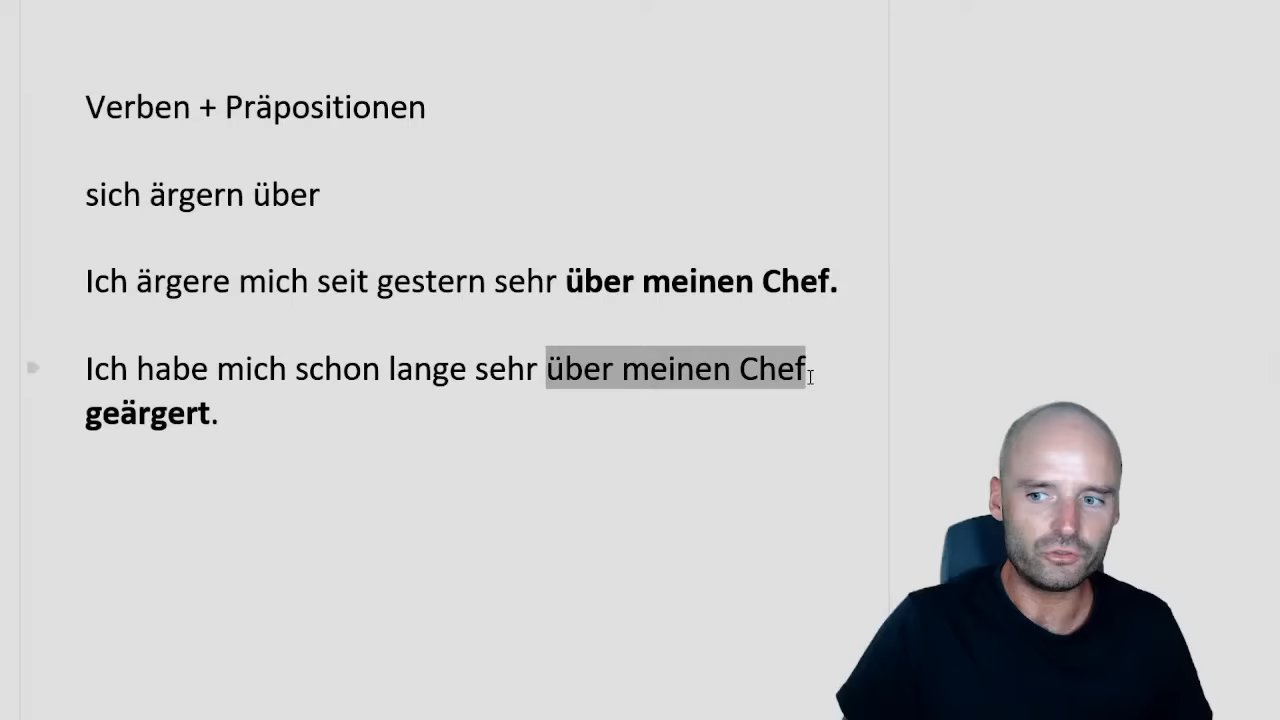 Verben + Präpositionen
sich ärgern über
Ich ärgere mich seit gestern sehr über meinen Chef.
Ich habe mich schon lange sehr über meinen Chef
geärgert.